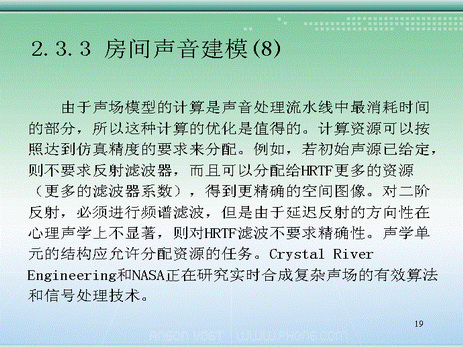 2.3.3 房间声音建模(8)
由于声场模型的计算是声音处理流水线中最消耗时间
的部分，所以这种计算的优化是值得的。计算资源可以按
照达到仿真精度的要求来分配。例如，若初始声源已给定，
则不要求反射滤波器，而且可以分配给HRTF更多的资源
（更多的滤波器系数），得到更精确的空间图像。对二阶
反射，必须进行频谱滤波，但是由于延迟反射的方向性在
心理声学上不显著，则对HRTF滤波不要求精确性。声学单
元的结构应允许分配资源的任务。Crystal River
Engineering和NASA正在研究实时合成复杂声场的有效算法
和信号处理技术。
19